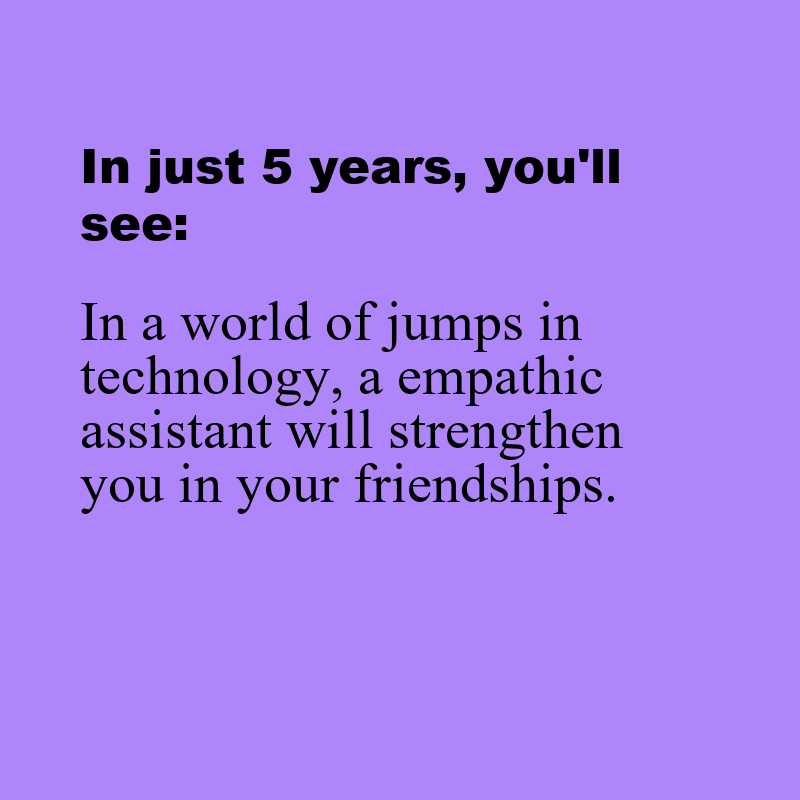 In just 5 years, you'll
see:
In a world of jumps in
technology, a empathic
assistant will strengthen
you in your friendships.